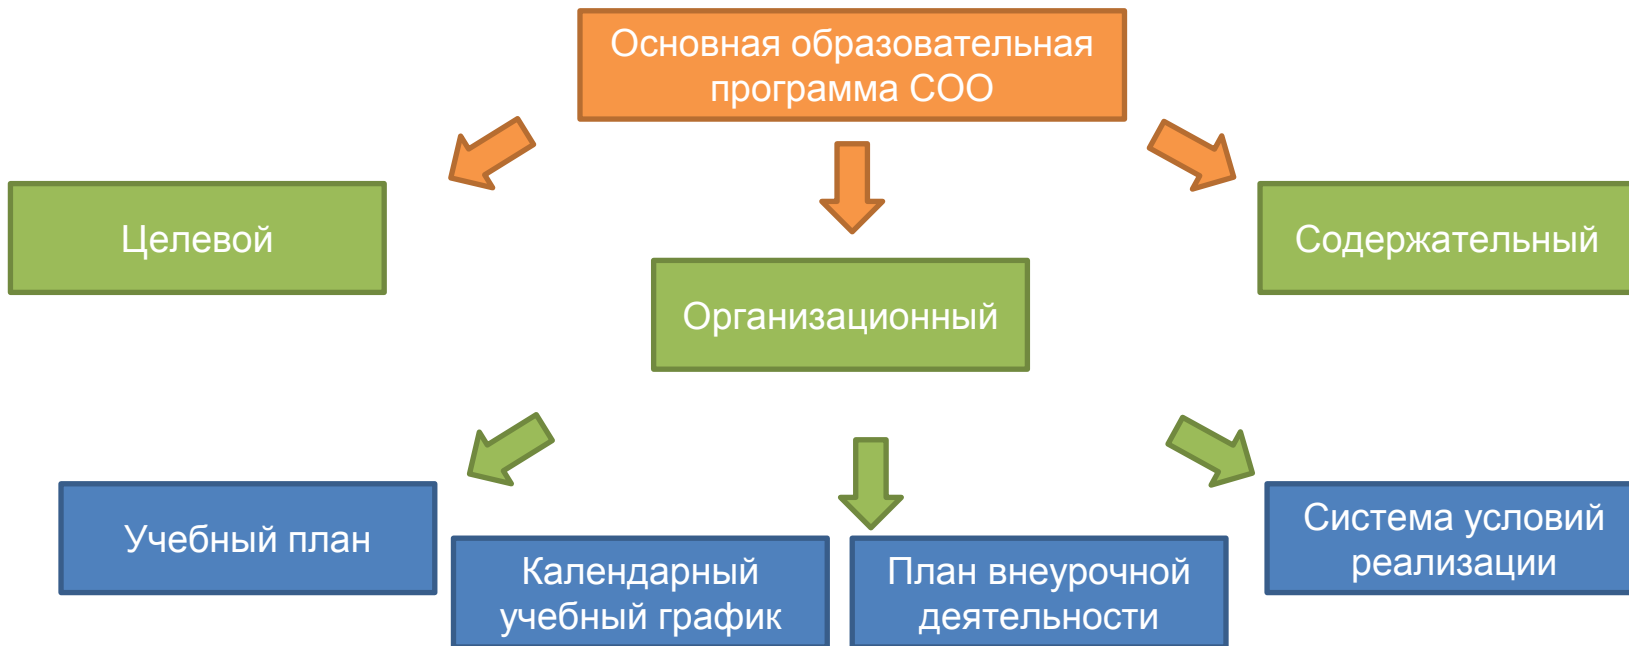 Основная образовательная
программа СОО
Целевой
Организационный
Содержательный
Учебный план
Календарный
учебный график
План внеурочной
деятельности
Система условий
реализации